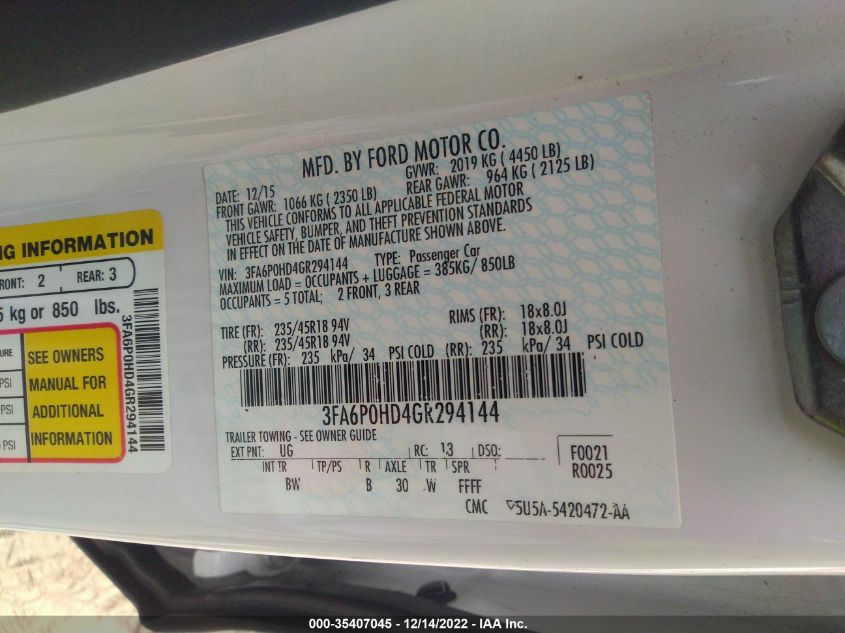 MFD. BY FORD MOTOR CO.
DATE: 12/15 GVWR: 2019 KG ( 4450 LB)
FRONT GAWR: 1066 KG ( 2350 LB) REAR GAWR: 964 KG ( 2125 LB)
THIS VEHICLE CONFORMS TO ALL APPLICABLE FEDERAL MOTOR
VEHICLE SAFETY, BUMPER, AND THEFT PREVENTION STANDARDS
IN EFFECT ON THE DATE OF MANUFACTURE SHOWN ABOVE.
VIN: 3FA6P0HD4GR294144 TYPE: Passenger Car
MAXIMUM LOAD = OCCUPANTS + LUGGAGE = 385KG/ 850LB
OCCUPANTS = 5 TOTAL; 2 FRONT, 3 REAR
TIRE (FR): 235/45R18 94V RIMS (FR): 18x8.0J
(RR): 235/45R18 94V (RR): 18x8.0J
PRESSURE (FR): 235 kPa/ 34 PSI COLD (RR): 235 kPa/ 34 PSI COLD
3FA6P0HD4GR294144
TRAILER TOWING - SEE OWNER GUIDE
EXT PNT: UG RC: 13 DSO: F0021
INT TR TP/PS R AXLE TR SPR R0025
BW B 30 W FFFF
CMC 5U5A-5420472-AA
INFORMATION
2 REAR: 3
kg or 850 lbs.
3FA6P0HD4GR294144
SEE OWNERS
MANUAL FOR
ADDITIONAL
INFORMATION
PSI
PSI
PSI
000-35407045 - 12/14/2022 - IAA Inc.